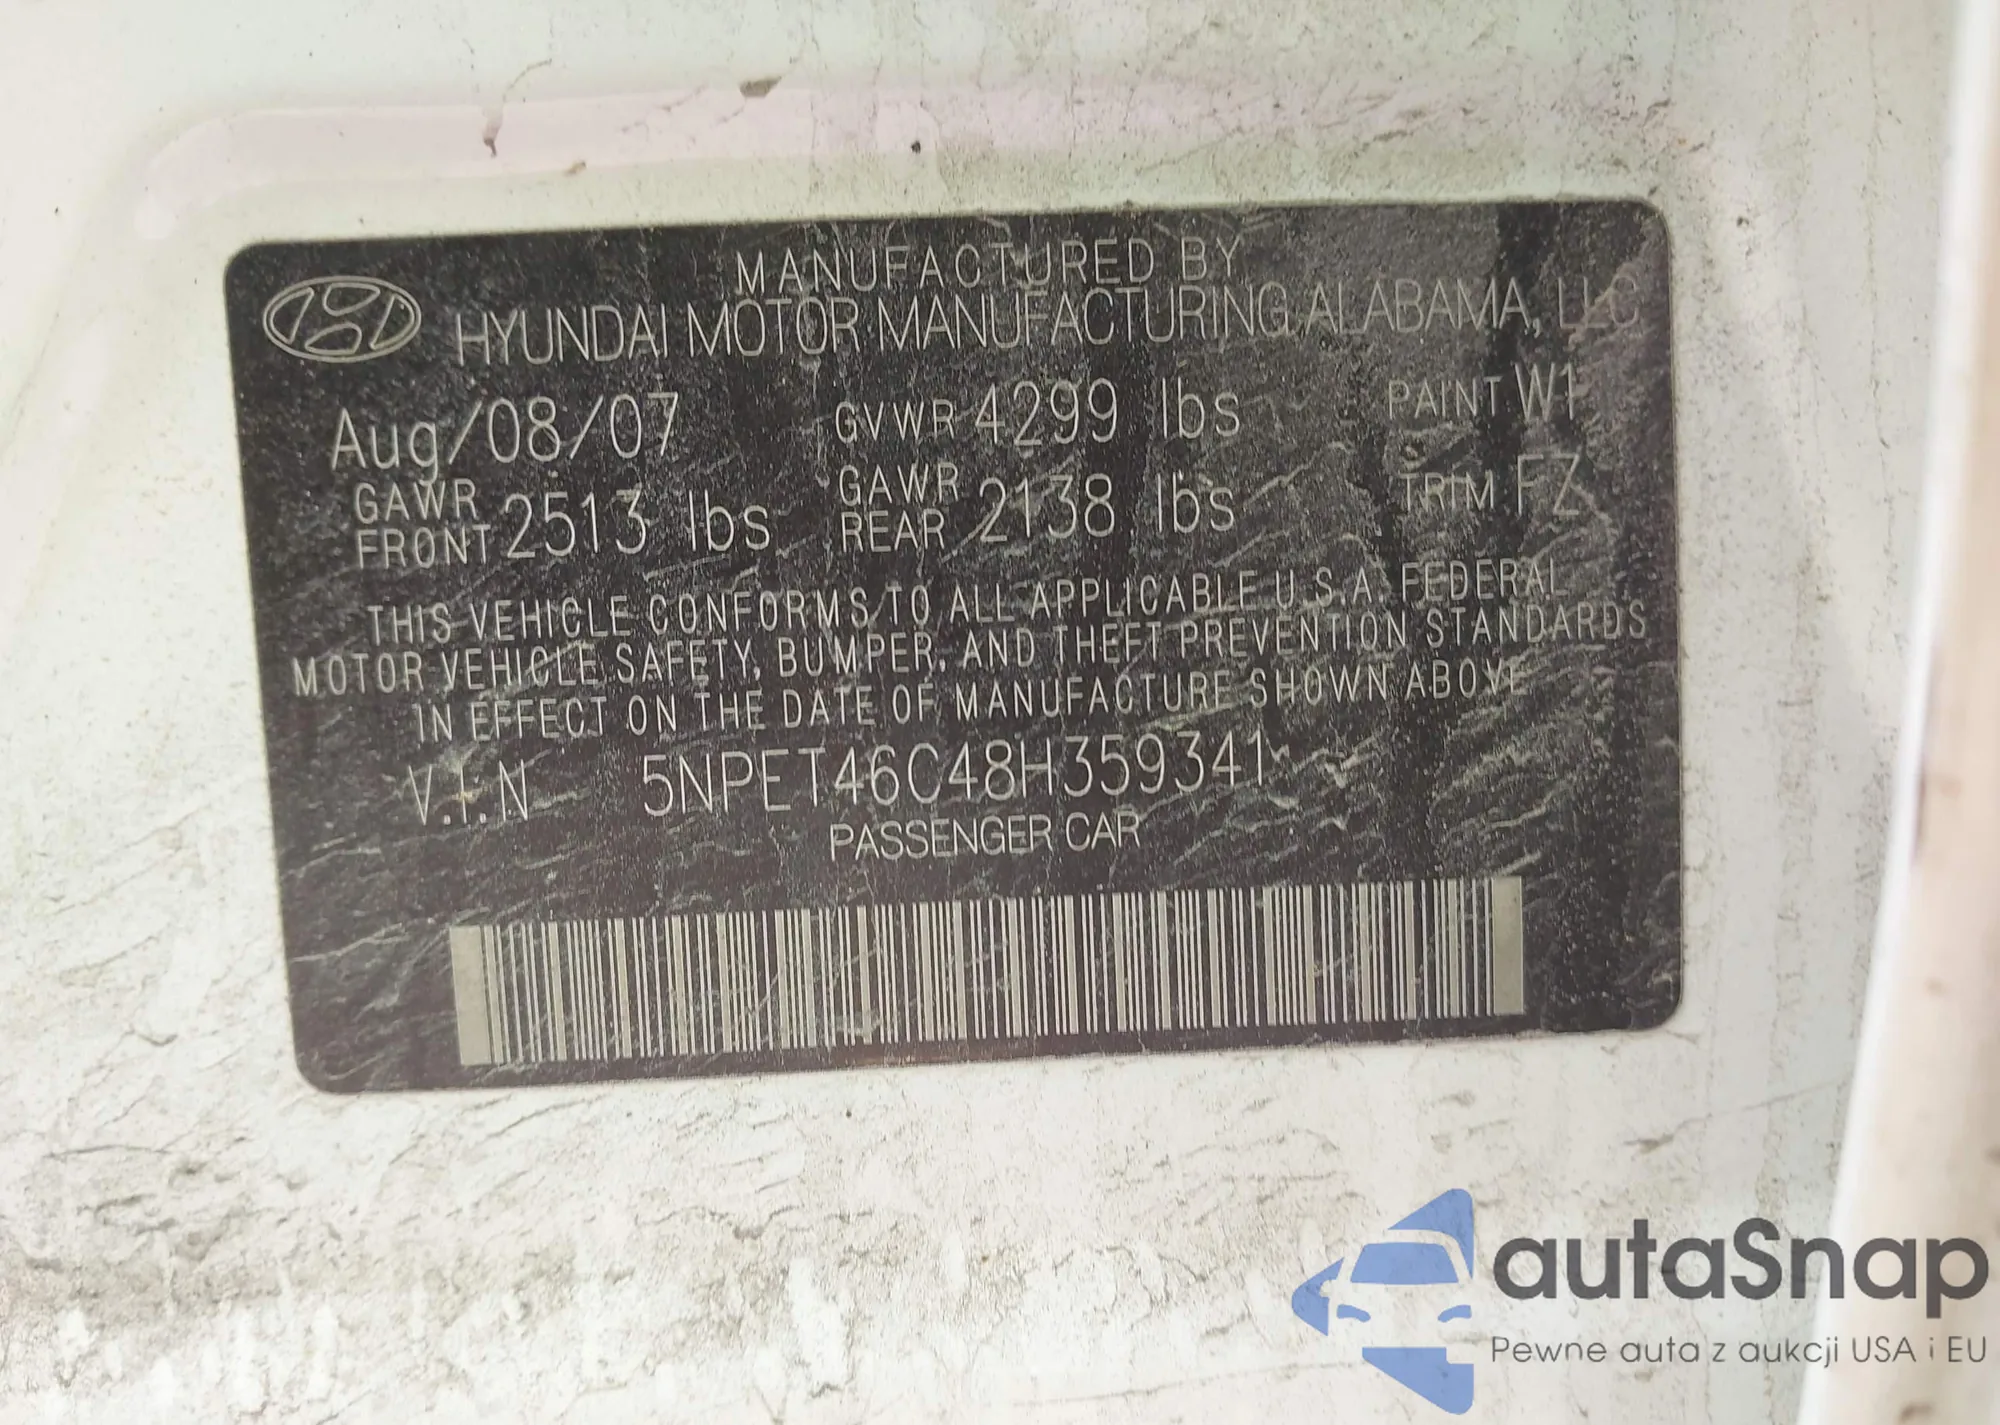 MANUFACTURED BY
HYUNDAI MOTOR MANUFACTURING ALABAMA, LLC
Aug/08/07 GVWR 4299 lbs PAINT W1
GAWR FRONT 2513 lbs GAWR REAR 2138 lbs TRIM FZ
THIS VEHICLE CONFORMS TO ALL APPLICABLE U.S.A. FEDERAL
MOTOR VEHICLE SAFETY, BUMPER, AND THEFT PREVENTION STANDARDS
IN EFFECT ON THE DATE OF MANUFACTURE SHOWN ABOVE
V.I.N 5NPET46C48H359341
PASSENGER CAR
autaSnap
Pewne auta z aukcji USA i EU